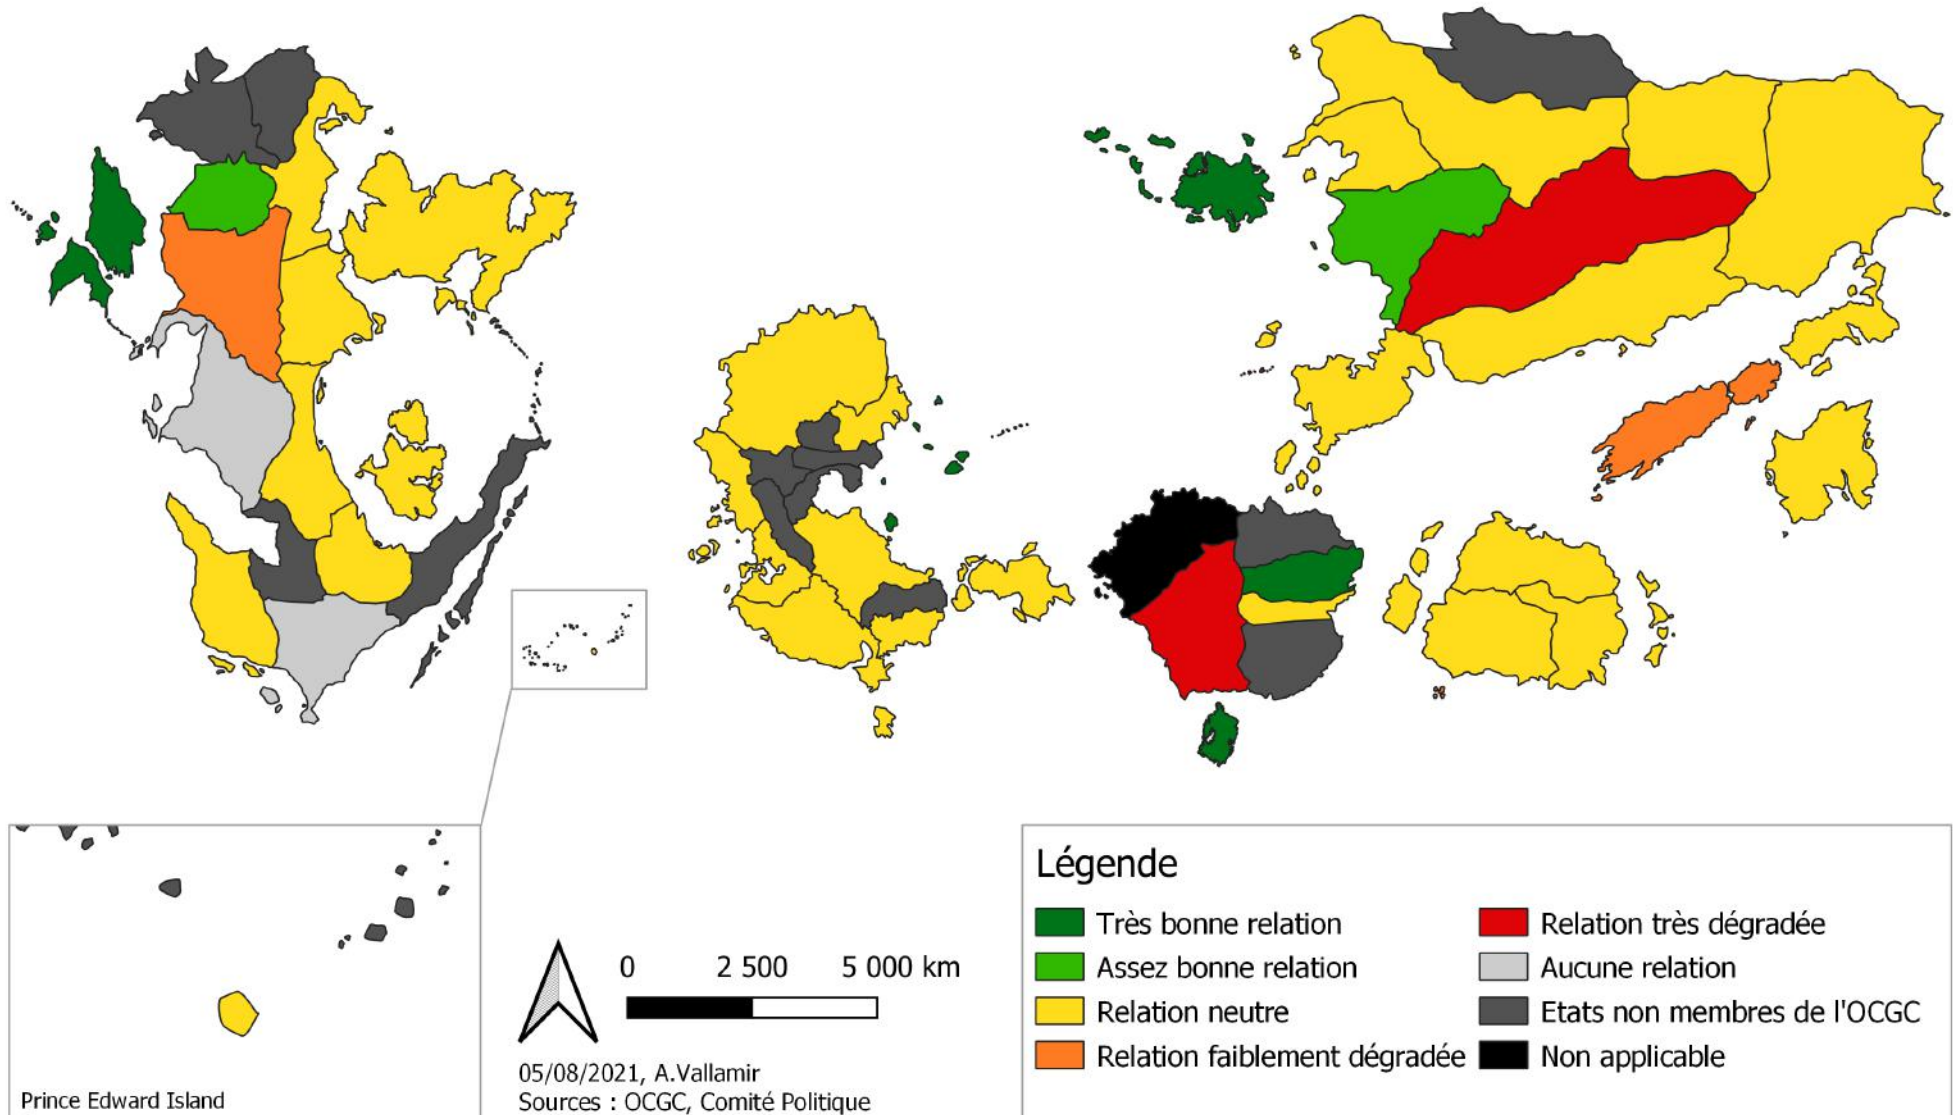 Légende
Très bonne relation
Assez bonne relation
Relation neutre
Relation faiblement dégradée
Relation très dégradée
Aucune relation
Etats non membres de l'OCGC
Non applicable
0 2 500 5 000 km
05/08/2021, A.Vallamir
Sources : OCGC, Comité Politique
Prince Edward Island